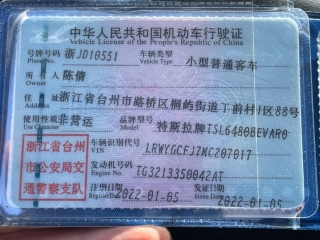 中华人民共和国机动车行驶证
Vehicle License of the People's Republic of China
号牌号码 浙JD10551 车辆类型 小型普通客车
Plate No. Vehicle Type
所有人 陈倩
Owner
住址 浙江省台州市路桥区桐屿街道丁前村1区88号
Address
使用性质 非营运 品牌型号 特斯拉牌TSL6480BEVAR0
Use Character Model
浙江省台州市公安局交通警察支队
车辆识别代号 LRWYGCFJ7MC207017
VIN
发动机号码 TG3213350042AT
Engine No.
注册日期 2022-01-05 发证日期 2022-01-05
Register Date Issue Date